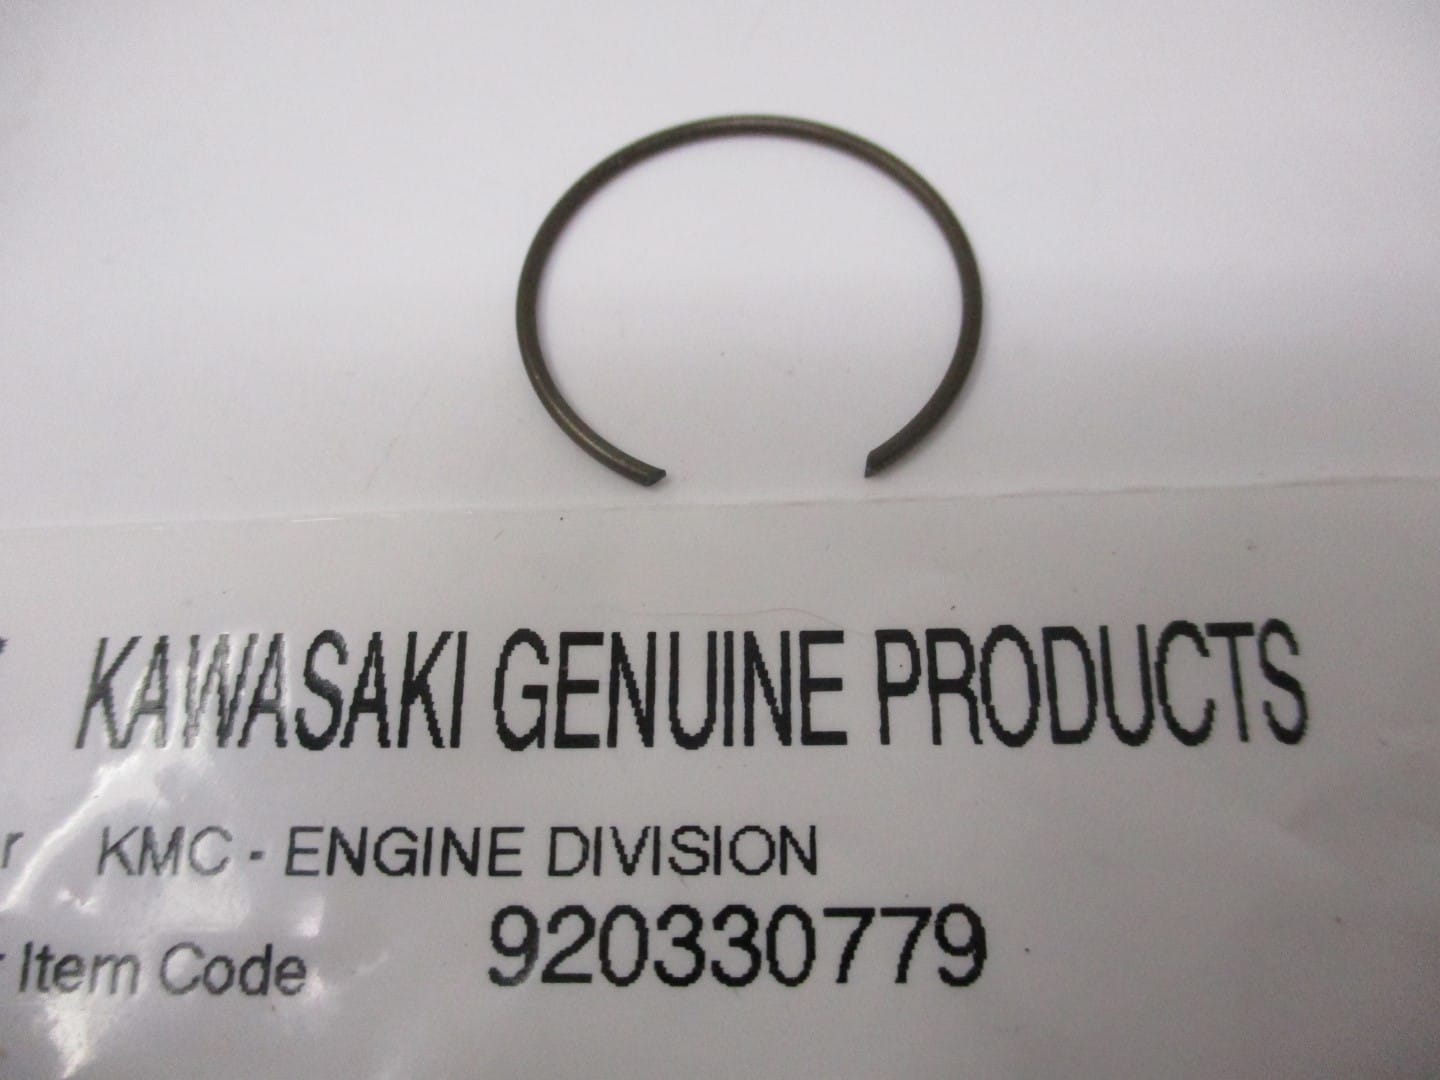 KAWASAKI GENUINE PRODUCTS
KMC - ENGINE DIVISION
Item Code 920330779